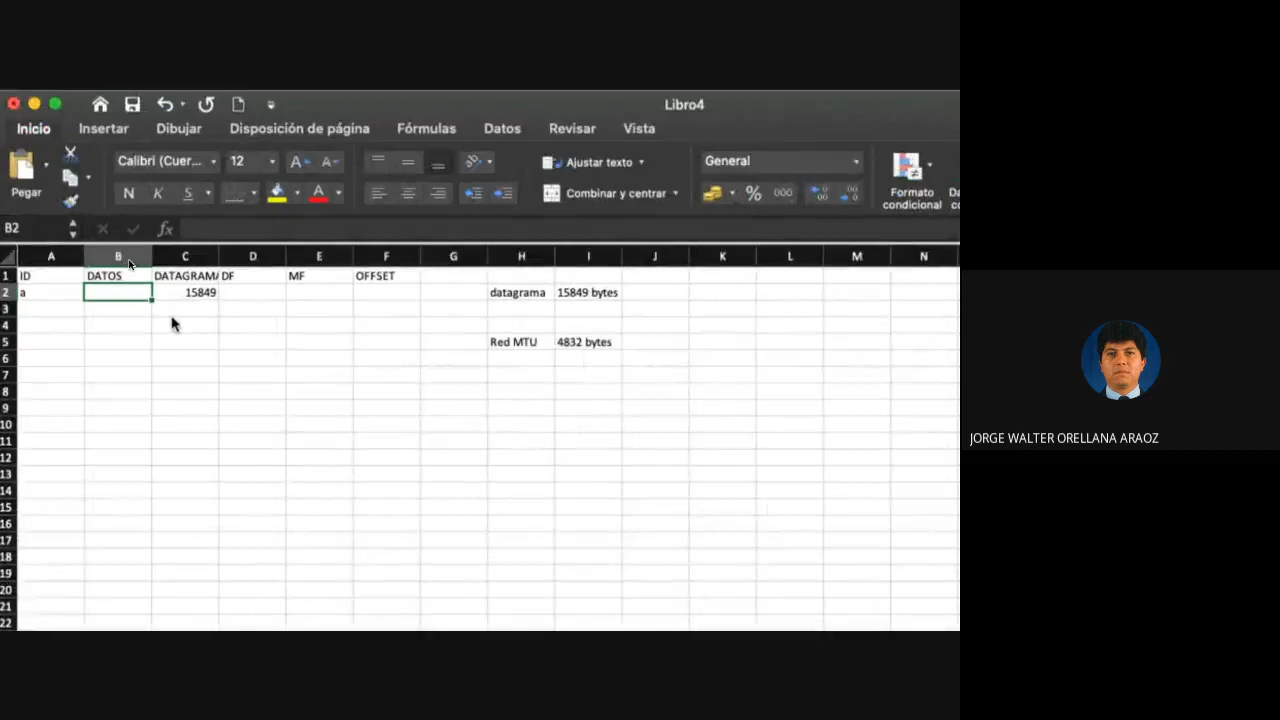 Libro4
Inicio Insertar Dibujar Disposición de página Fórmulas Datos Revisar Vista
Pegar Calibri (Cuer... 12 A A Ajustar texto General Formato condicional
N K S A Combinar y centrar % 000
B2 fx
A B C D E F G H I J K L M N
1 ID DATOS DATAGRAMA DF MF OFFSET
2 a 15849 datagrama 15849 bytes
3
4
5 Red MTU 4832 bytes
6
7
8
9
10
11
12
13
14
15
16
17
18
19
20
21
22
JORGE WALTER ORELLANA ARAOZ